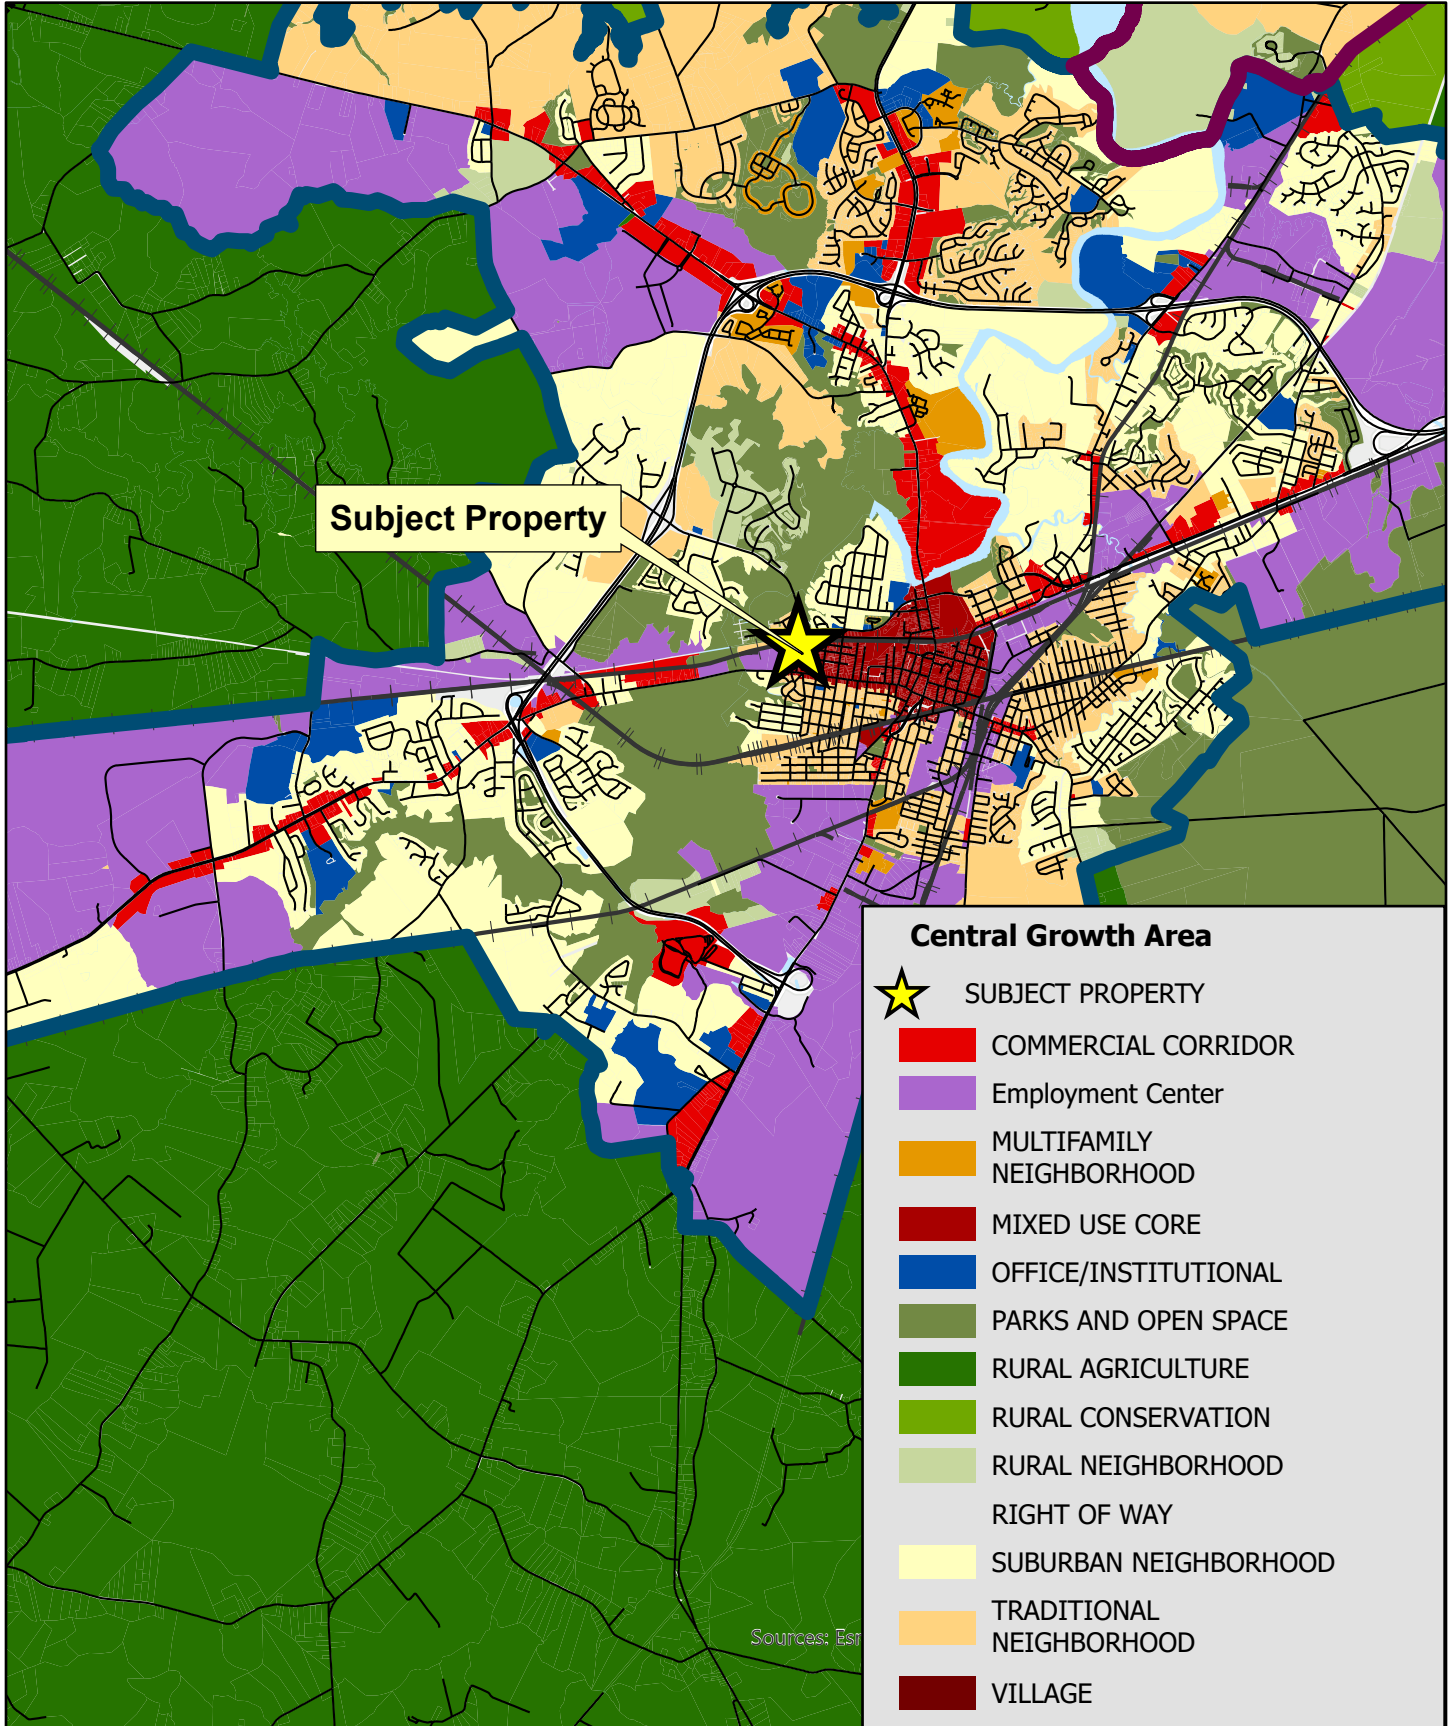 Subject Property
Central Growth Area
SUBJECT PROPERTY
COMMERCIAL CORRIDOR
Employment Center
MULTIFAMILY
NEIGHBORHOOD
MIXED USE CORE
OFFICE/INSTITUTIONAL
PARKS AND OPEN SPACE
RURAL AGRICULTURE
RURAL CONSERVATION
RURAL NEIGHBORHOOD
RIGHT OF WAY
SUBURBAN NEIGHBORHOOD
TRADITIONAL
NEIGHBORHOOD
VILLAGE
Sources: